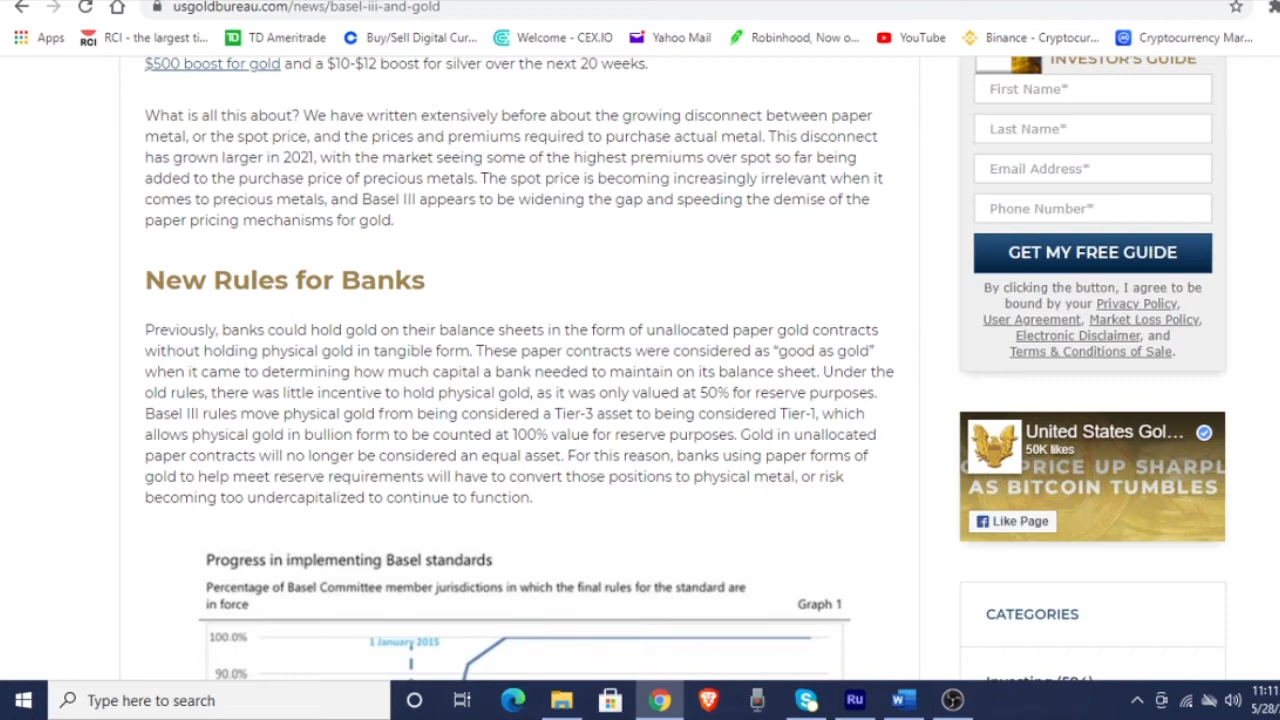 usgoldbureau.com/news/basel-iii-and-gold
Apps RCI RCI - the largest ti... TD TD Ameritrade Buy/Sell Digital Cur... Welcome - CEX.IO Yahoo Mail Robinhood, Now o... YouTube Binance - Cryptocur... Cryptocurrency Mar...
$500 boost for gold and a $10-$12 boost for silver over the next 20 weeks.
What is all this about? We have written extensively before about the growing disconnect between paper
metal, or the spot price, and the prices and premiums required to purchase actual metal. This disconnect
has grown larger in 2021, with the market seeing some of the highest premiums over spot so far being
added to the purchase price of precious metals. The spot price is becoming increasingly irrelevant when it
comes to precious metals, and Basel III appears to be widening the gap and speeding the demise of the
paper pricing mechanisms for gold.
New Rules for Banks
Previously, banks could hold gold on their balance sheets in the form of unallocated paper gold contracts
without holding physical gold in tangible form. These paper contracts were considered as “good as gold”
when it came to determining how much capital a bank needed to maintain on its balance sheet. Under the
old rules, there was little incentive to hold physical gold, as it was only valued at 50% for reserve purposes.
Basel III rules move physical gold from being considered a Tier-3 asset to being considered Tier-1, which
allows physical gold in bullion form to be counted at 100% value for reserve purposes. Gold in unallocated
paper contracts will no longer be considered an equal asset. For this reason, banks using paper forms of
gold to help meet reserve requirements will have to convert those positions to physical metal, or risk
becoming too undercapitalized to continue to function.
Progress in implementing Basel standards
Percentage of Basel Committee member jurisdictions in which the final rules for the standard are
in force
Graph 1
100.0%
1 January 2015
90.0%
INVESTOR'S GUIDE
First Name*
Last Name*
Email Address*
Phone Number*
GET MY FREE GUIDE
By clicking the button, I agree to be
bound by your Privacy Policy,
User Agreement, Market Loss Policy,
Electronic Disclaimer, and
Terms & Conditions of Sale.
United States Gol...
50K likes
PRICE UP SHARPL
AS BITCOIN TUMBLES
Like Page
CATEGORIES
Investing (506)
Type here to search
Ru
11:11
5/28/